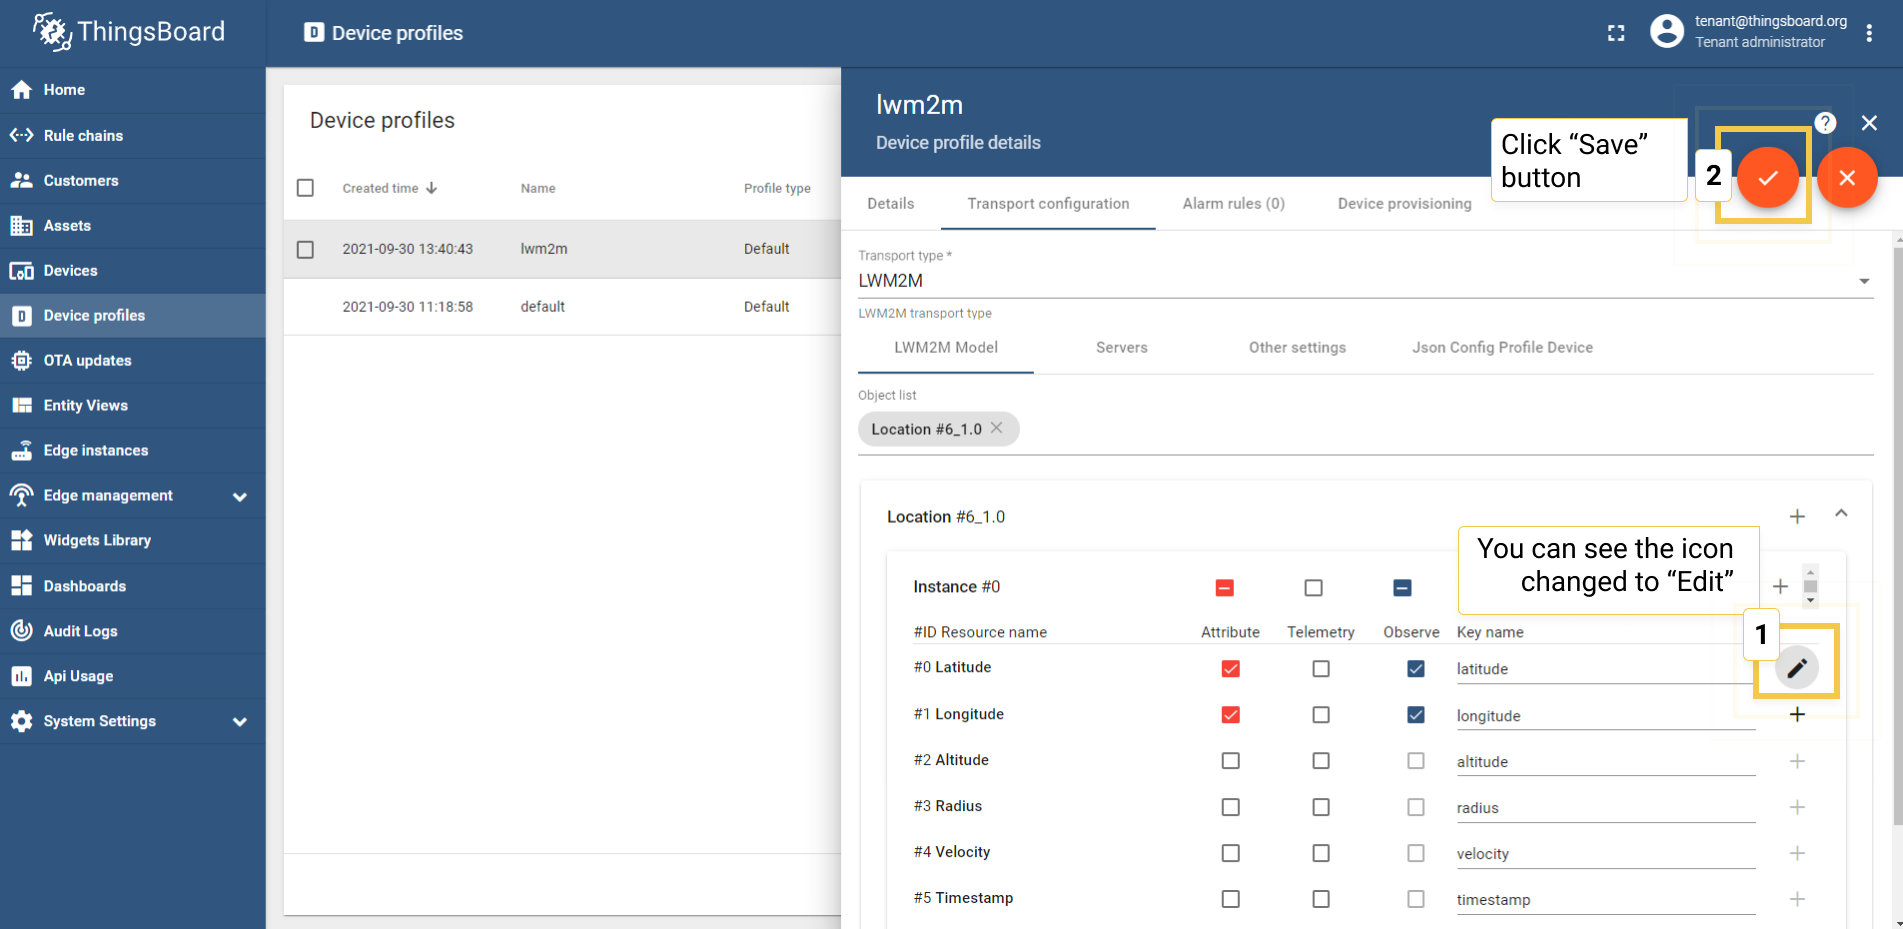 ThingsBoard
D Device profiles
tenant@thingsboard.org
Tenant administrator
Home
Rule chains
Customers
Assets
Devices
D Device profiles
OTA updates
Entity Views
Edge instances
Edge management
Widgets Library
Dashboards
Audit Logs
Api Usage
System Settings
Device profiles
Created time Name Profile type
2021-09-30 13:40:43 lwm2m Default
2021-09-30 11:18:58 default Default
lwm2m
Device profile details
?
Click “Save”
button
2
Details Transport configuration Alarm rules (0) Device provisioning
Transport type *
LWM2M
LWM2M transport type
LWM2M Model Servers Other settings Json Config Profile Device
Object list
Location #6_1.0
Location #6_1.0
You can see the icon
changed to “Edit”
Instance #0
1
#ID Resource name Attribute Telemetry Observe Key name
#0 Latitude latitude
#1 Longitude longitude
#2 Altitude altitude
#3 Radius radius
#4 Velocity velocity
#5 Timestamp timestamp